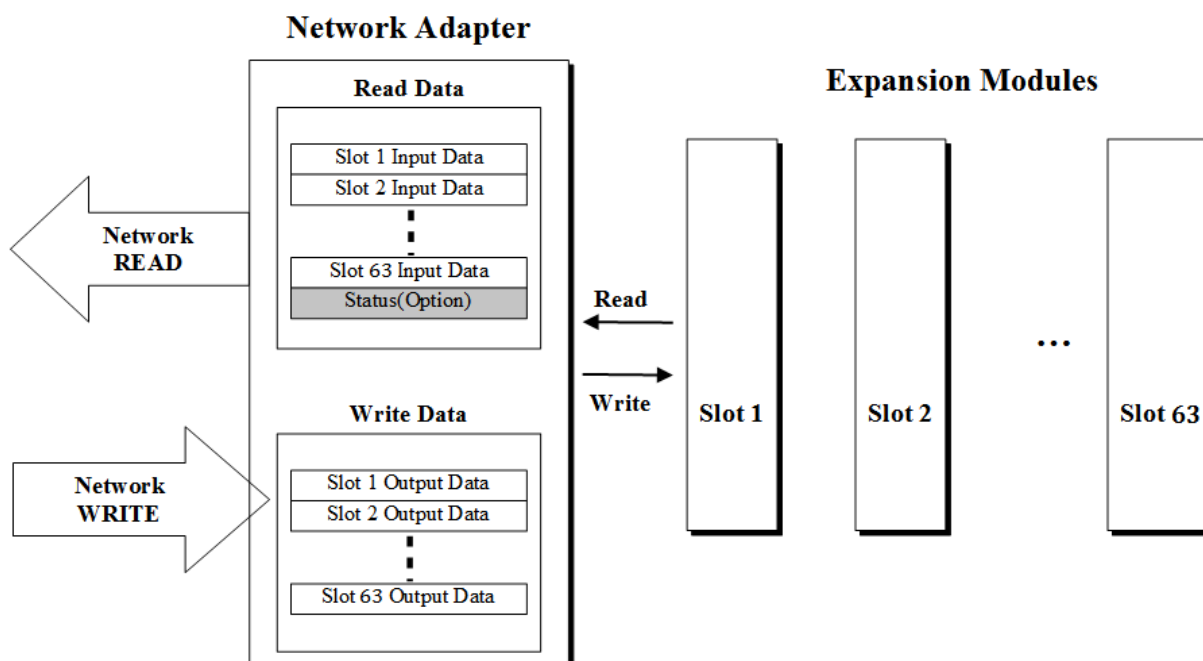 Network Adapter
Read Data
Slot 1 Input Data
Slot 2 Input Data
Slot 63 Input Data
Status(Option)
Network
READ
Write Data
Slot 1 Output Data
Slot 2 Output Data
Slot 63 Output Data
Network
WRITE
Read
Write
Expansion Modules
Slot 1
Slot 2
...
Slot 63